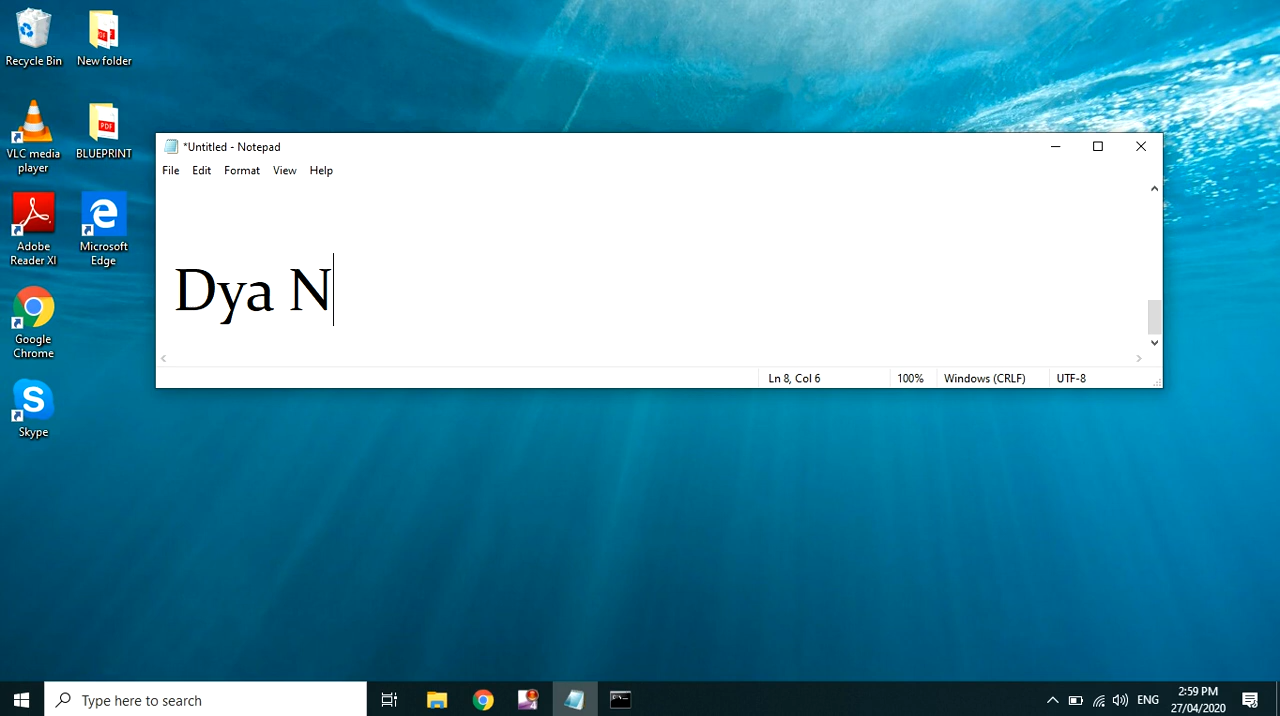 Recycle Bin
New folder
VLC media
player
BLUEPRINT
Adobe
Reader XI
Microsoft
Edge
Google
Chrome
Skype
*Untitled - Notepad
File Edit Format View Help
Dya N
Ln 8, Col 6 100% Windows (CRLF) UTF-8
Type here to search
ENG
2:59 PM
27/04/2020